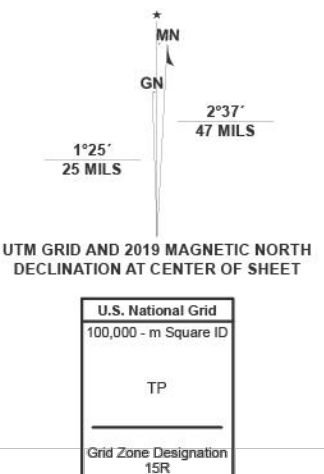 ★
MN
GN
2°37´
47 MILS
1°25´
25 MILS
UTM GRID AND 2019 MAGNETIC NORTH
DECLINATION AT CENTER OF SHEET
U.S. National Grid
100,000 - m Square ID
TP
Grid Zone Designation
15R